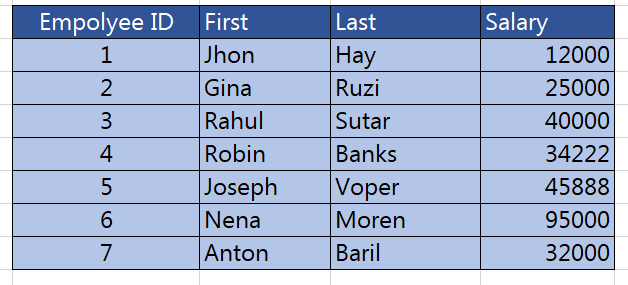 Empolyee ID First Last Salary
1 Jhon Hay 12000
2 Gina Ruzi 25000
3 Rahul Sutar 40000
4 Robin Banks 34222
5 Joseph Voper 45888
6 Nena Moren 95000
7 Anton Baril 32000